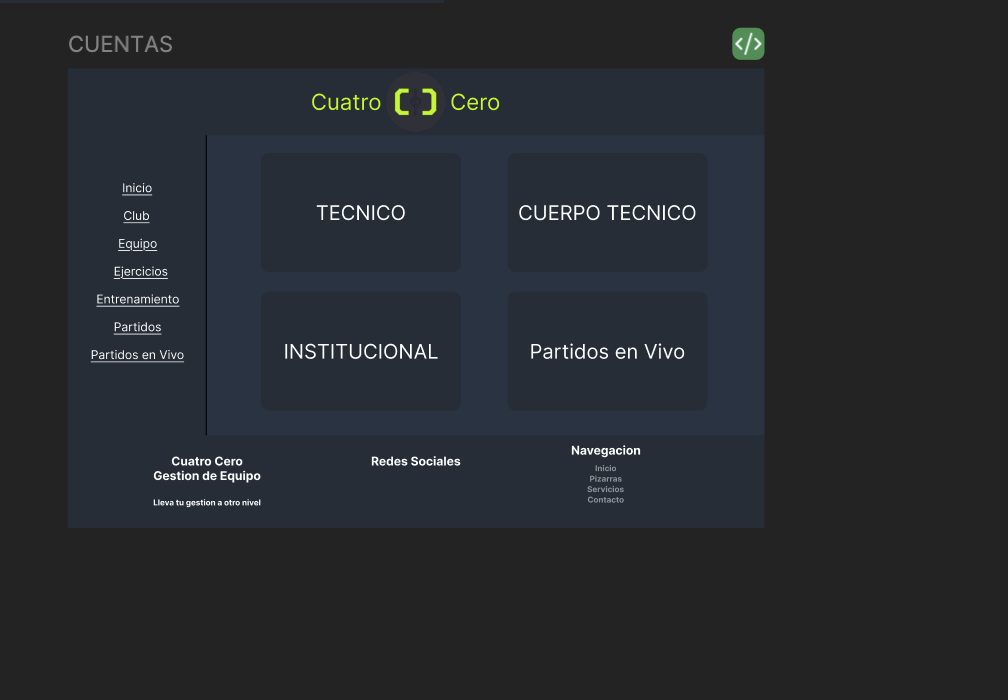 CUENTAS
</>
Cuatro Cero
Inicio
Club
Equipo
Ejercicios
Entrenamiento
Partidos
Partidos en Vivo
TECNICO
CUERPO TECNICO
INSTITUCIONAL
Partidos en Vivo
Cuatro Cero
Gestion de Equipo
Lleva tu gestion a otro nivel
Redes Sociales
Navegacion
Inicio
Pizarras
Servicios
Contacto